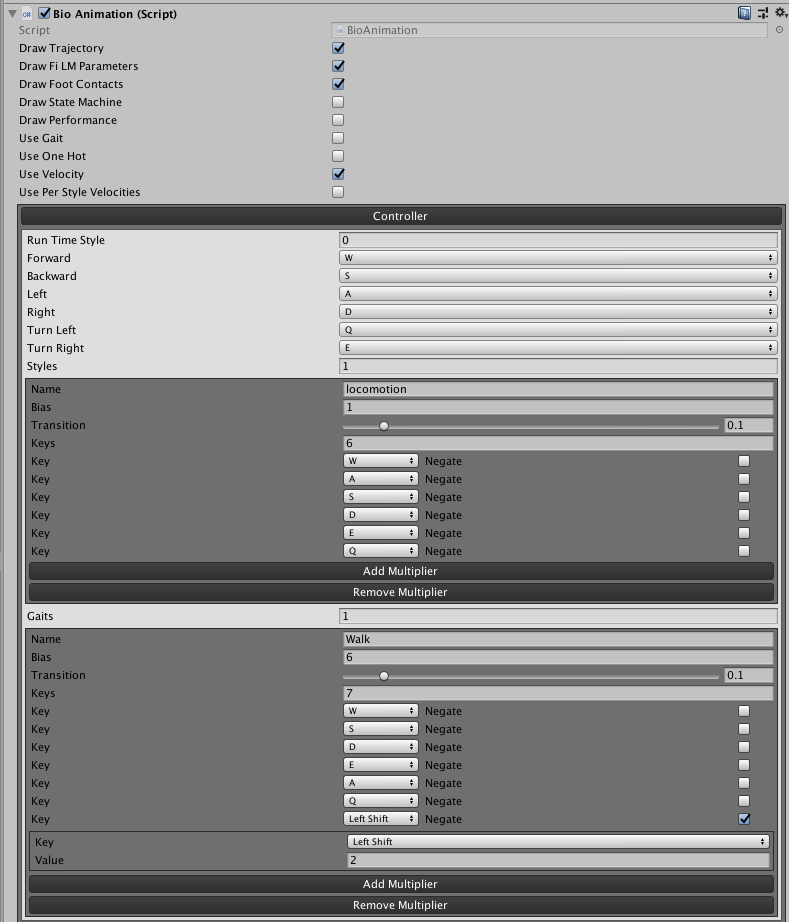 Bio Animation (Script)
Script BioAnimation
Draw Trajectory
Draw Fi LM Parameters
Draw Foot Contacts
Draw State Machine
Draw Performance
Use Gait
Use One Hot
Use Velocity
Use Per Style Velocities
Controller
Run Time Style 0
Forward W
Backward S
Left A
Right D
Turn Left Q
Turn Right E
Styles 1
Name locomotion
Bias 1
Transition 0.1
Keys 6
Key W Negate
Key A Negate
Key S Negate
Key D Negate
Key E Negate
Key Q Negate
Add Multiplier
Remove Multiplier
Gaits 1
Name Walk
Bias 6
Transition 0.1
Keys 7
Key W Negate
Key S Negate
Key D Negate
Key E Negate
Key A Negate
Key Q Negate
Key Left Shift Negate
Key Left Shift
Value 2
Add Multiplier
Remove Multiplier